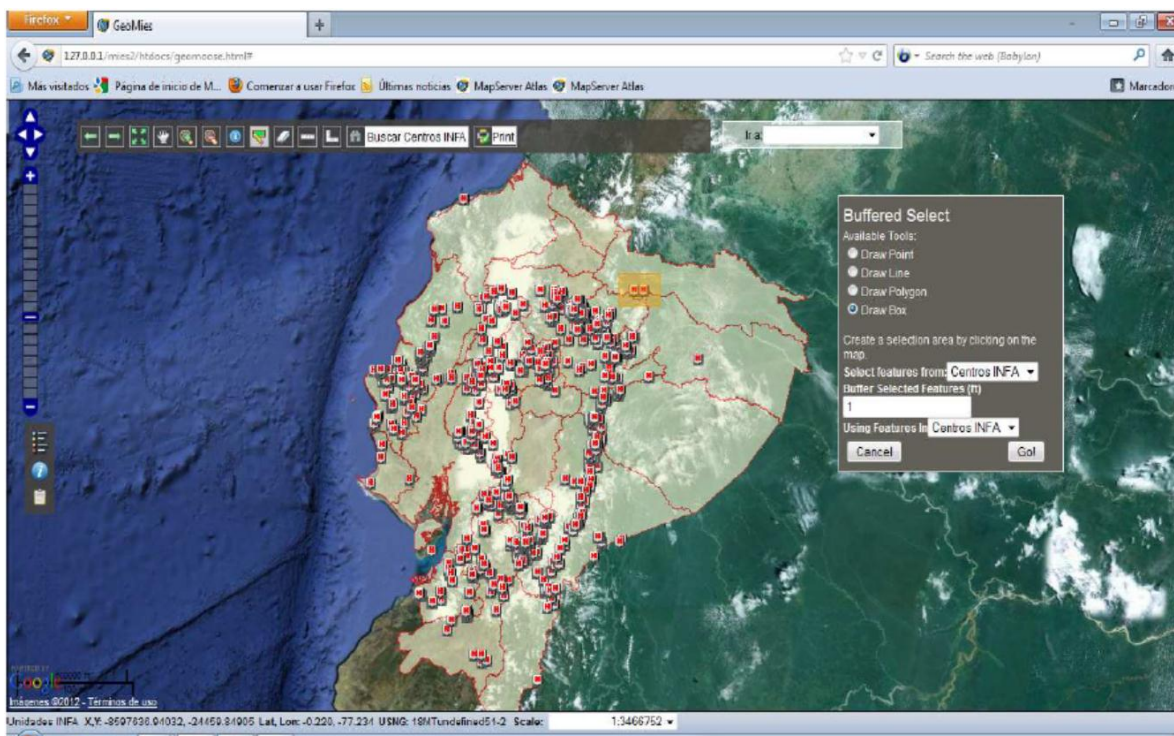 Firefox
GeoMies
127.0.0.1/mies2/htdocs/geomoose.html#
Search the web (Babylon)
Más visitados Página de inicio de M... Comenzar a usar Firefox Últimas noticias MapServer Atlas MapServer Atlas
Marcador
Buscar Centros INFA Print
Ir a:
Buffered Select
Available Tools:
Draw Point
Draw Line
Draw Polygon
Draw Box
Create a selection area by clicking on the
map.
Select features from: Centros INFA
Buffer Selected Features (ft)
1
Using Features In Centros INFA
Cancel Go!
Google
Imágenes ©2012 - Términos de uso
Unidades INFA X,Y: -8597636.94032, -24459.84905 Lat, Lon: -0.220, -77.234 USNG: 18MTundefined51-2 Scale: 1:3466752